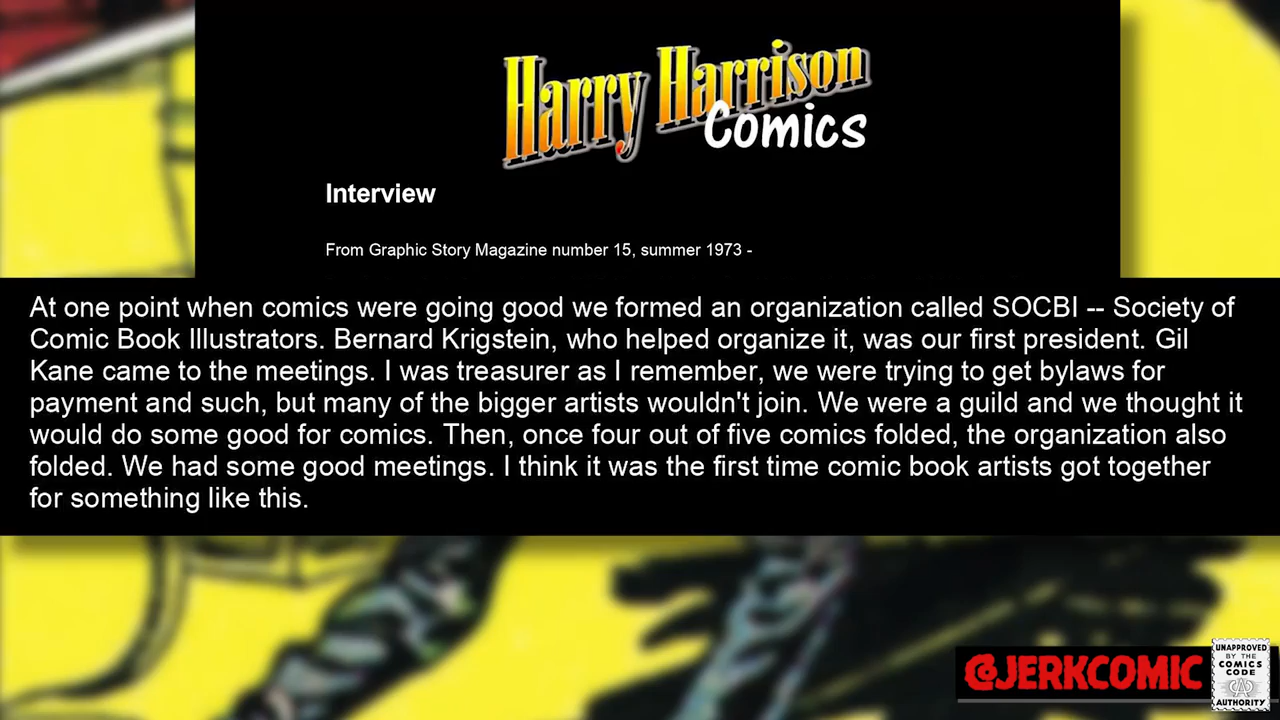 Harry Harrison
Comics
Interview
From Graphic Story Magazine number 15, summer 1973 -
At one point when comics were going good we formed an organization called SOCBI -- Society of
Comic Book Illustrators. Bernard Krigstein, who helped organize it, was our first president. Gil
Kane came to the meetings. I was treasurer as I remember, we were trying to get bylaws for
payment and such, but many of the bigger artists wouldn't join. We were a guild and we thought it
would do some good for comics. Then, once four out of five comics folded, the organization also
folded. We had some good meetings. I think it was the first time comic book artists got together
for something like this.
@JERKCOMIC
UNAPPROVED
BY THE
COMICS
CODE
CA
AUTHORITY